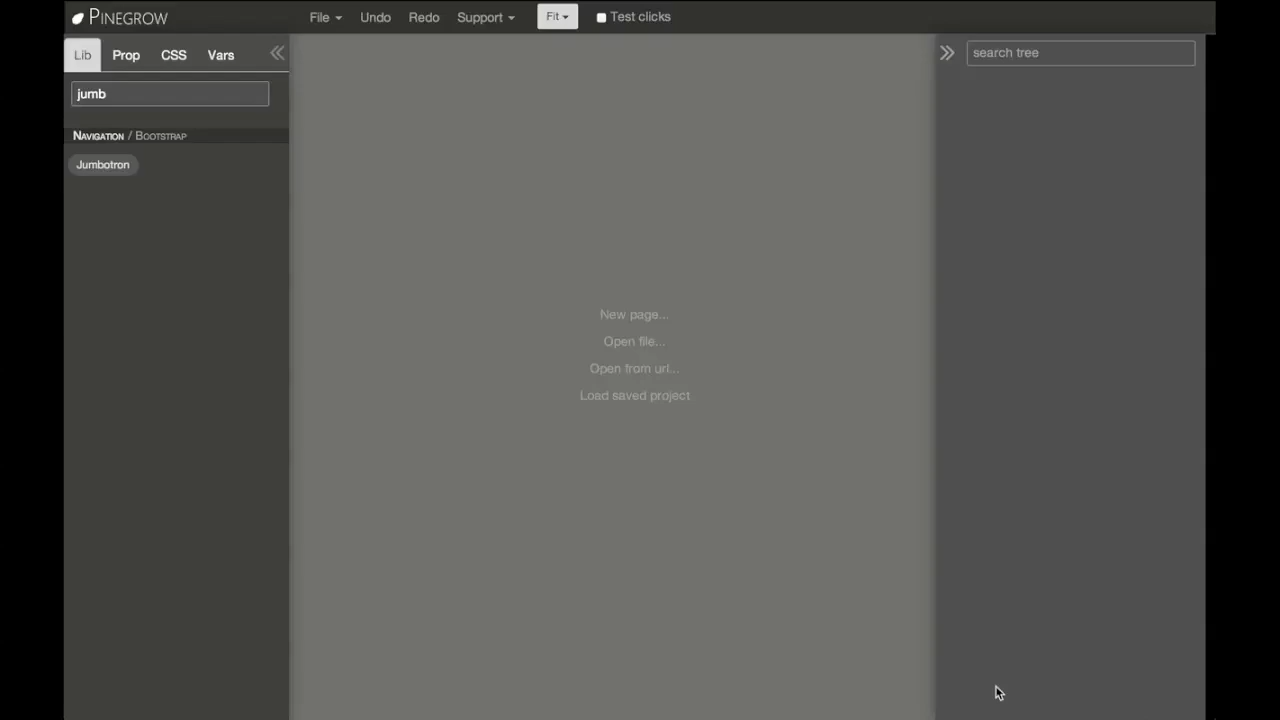 PINEGROW
File Undo Redo Support Fit Test clicks
Lib Prop CSS Vars
search tree
jumb
NAVIGATION / BOOTSTRAP
Jumbotron
New page...
Open file...
Open from url...
Load saved project